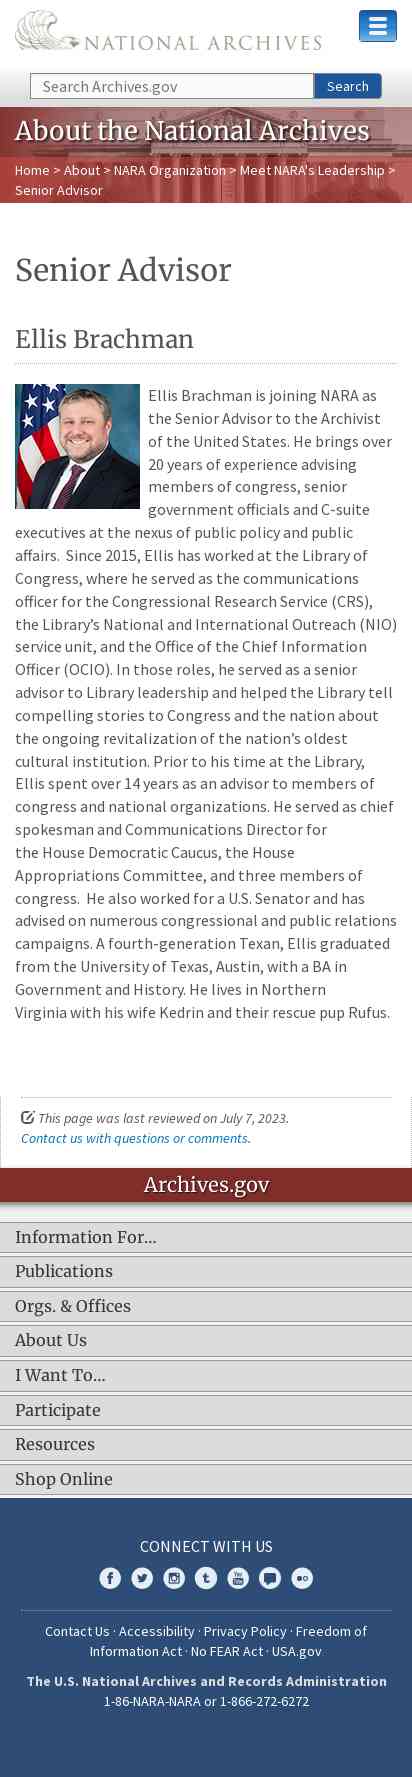 NATIONAL ARCHIVES
Search Archives.gov
Search
About the National Archives
Home > About > NARA Organization > Meet NARA's Leadership >
Senior Advisor
Senior Advisor
Ellis Brachman
Ellis Brachman is joining NARA as
the Senior Advisor to the Archivist
of the United States. He brings over
20 years of experience advising
members of congress, senior
government officials and C-suite
executives at the nexus of public policy and public
affairs.  Since 2015, Ellis has worked at the Library of
Congress, where he served as the communications
officer for the Congressional Research Service (CRS),
the Library’s National and International Outreach (NIO)
service unit, and the Office of the Chief Information
Officer (OCIO). In those roles, he served as a senior
advisor to Library leadership and helped the Library tell
compelling stories to Congress and the nation about
the ongoing revitalization of the nation’s oldest
cultural institution. Prior to his time at the Library,
Ellis spent over 14 years as an advisor to members of
congress and national organizations. He served as chief
spokesman and Communications Director for
the House Democratic Caucus, the House
Appropriations Committee, and three members of
congress.  He also worked for a U.S. Senator and has
advised on numerous congressional and public relations
campaigns. A fourth-generation Texan, Ellis graduated
from the University of Texas, Austin, with a BA in
Government and History. He lives in Northern
Virginia with his wife Kedrin and their rescue pup Rufus.
This page was last reviewed on July 7, 2023.
Contact us with questions or comments.
Archives.gov
Information For…
Publications
Orgs. & Offices
About Us
I Want To…
Participate
Resources
Shop Online
CONNECT WITH US
Contact Us · Accessibility · Privacy Policy · Freedom of
Information Act · No FEAR Act · USA.gov
The U.S. National Archives and Records Administration
1-86-NARA-NARA or 1-866-272-6272